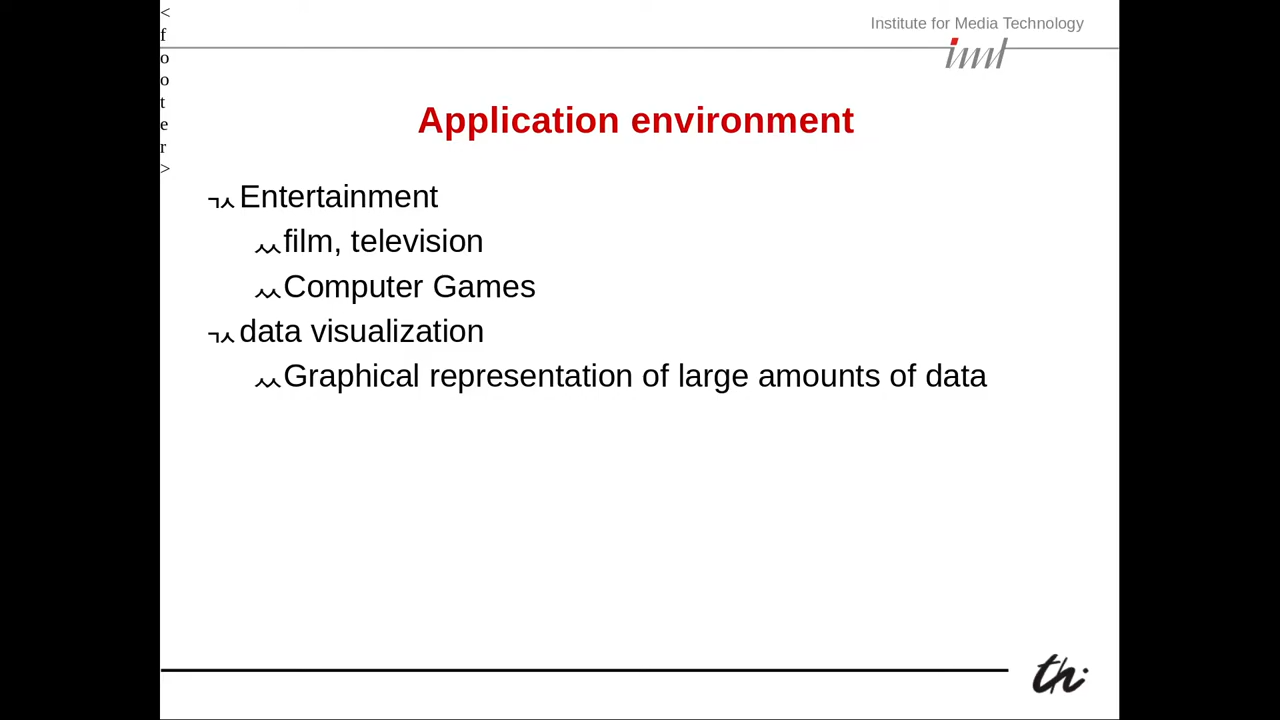 <footer>
Institute for Media Technology
iml
Application environment
Entertainment
film, television
Computer Games
data visualization
Graphical representation of large amounts of data
th